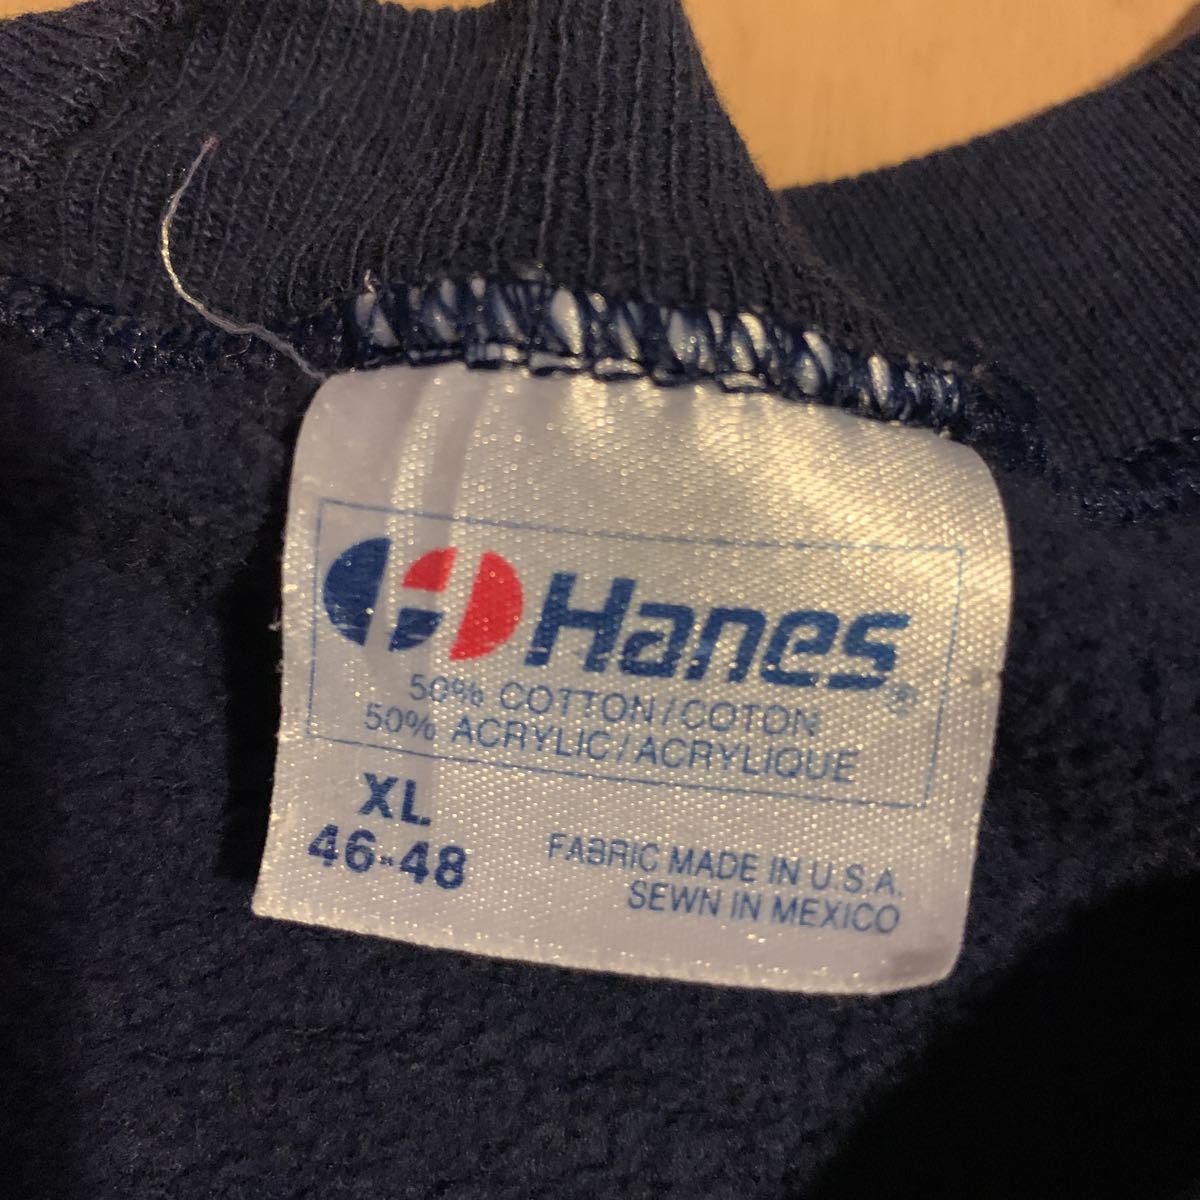 Hanes®
50% COTTON/COTON
50% ACRYLIC/ACRYLIQUE
XL
46-48
FABRIC MADE IN U.S.A.
SEWN IN MEXICO